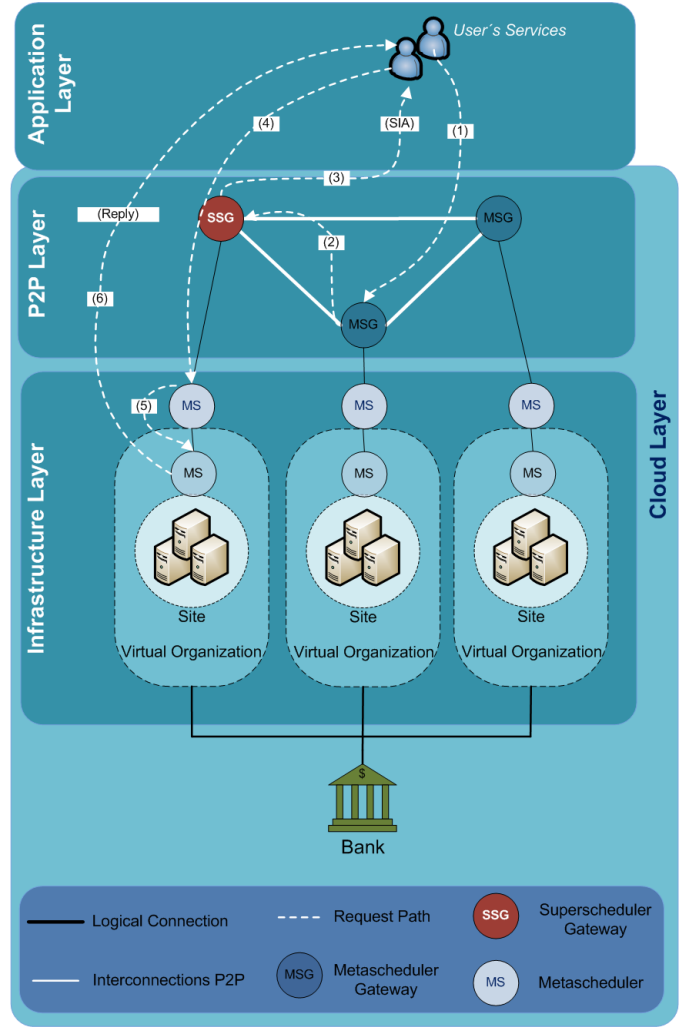 User´s Services
Application
Layer
(4)
(SIA)
(1)
(3)
(Reply)
SSG
MSG
(2)
P2P Layer
(6)
MSG
MS
MS
MS
(5)
Infrastructure Layer
Cloud Layer
MS
MS
MS
Site
Site
Site
Virtual Organization
Virtual Organization
Virtual Organization
$
Bank
Logical Connection
Request Path
SSG
Superscheduler
Gateway
Interconnections P2P
MSG
Metascheduler
Gateway
MS
Metascheduler